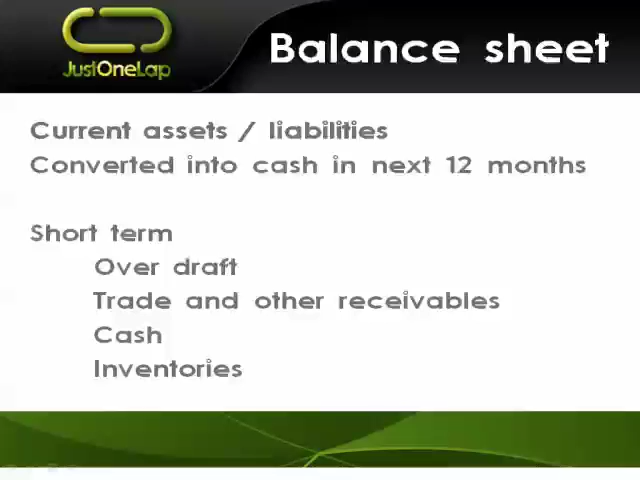 JustOneLap
Balance sheet
Current assets / liabilities
Converted into cash in next 12 months
Short term
Over draft
Trade and other receivables
Cash
Inventories